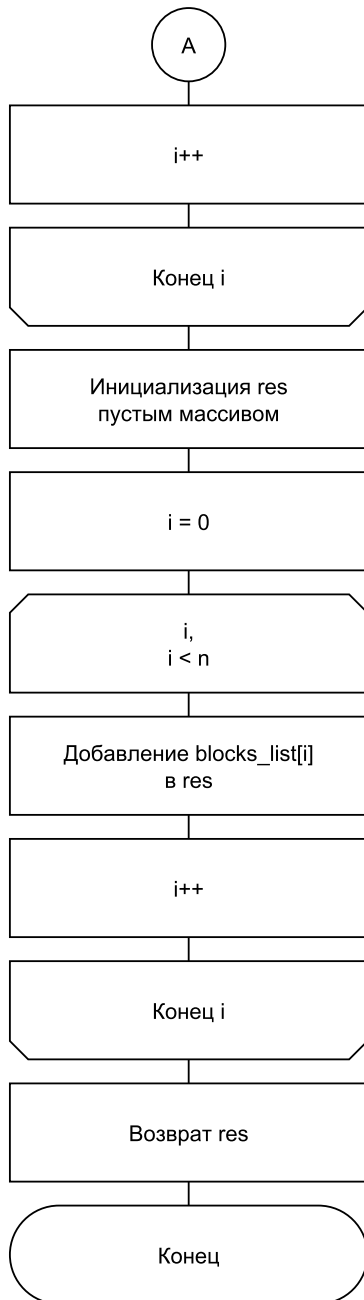 A
i++
Конец i
Инициализация res
пустым массивом
i = 0
i,
i < n
Добавление blocks_list[i]
в res
i++
Конец i
Возврат res
Конец